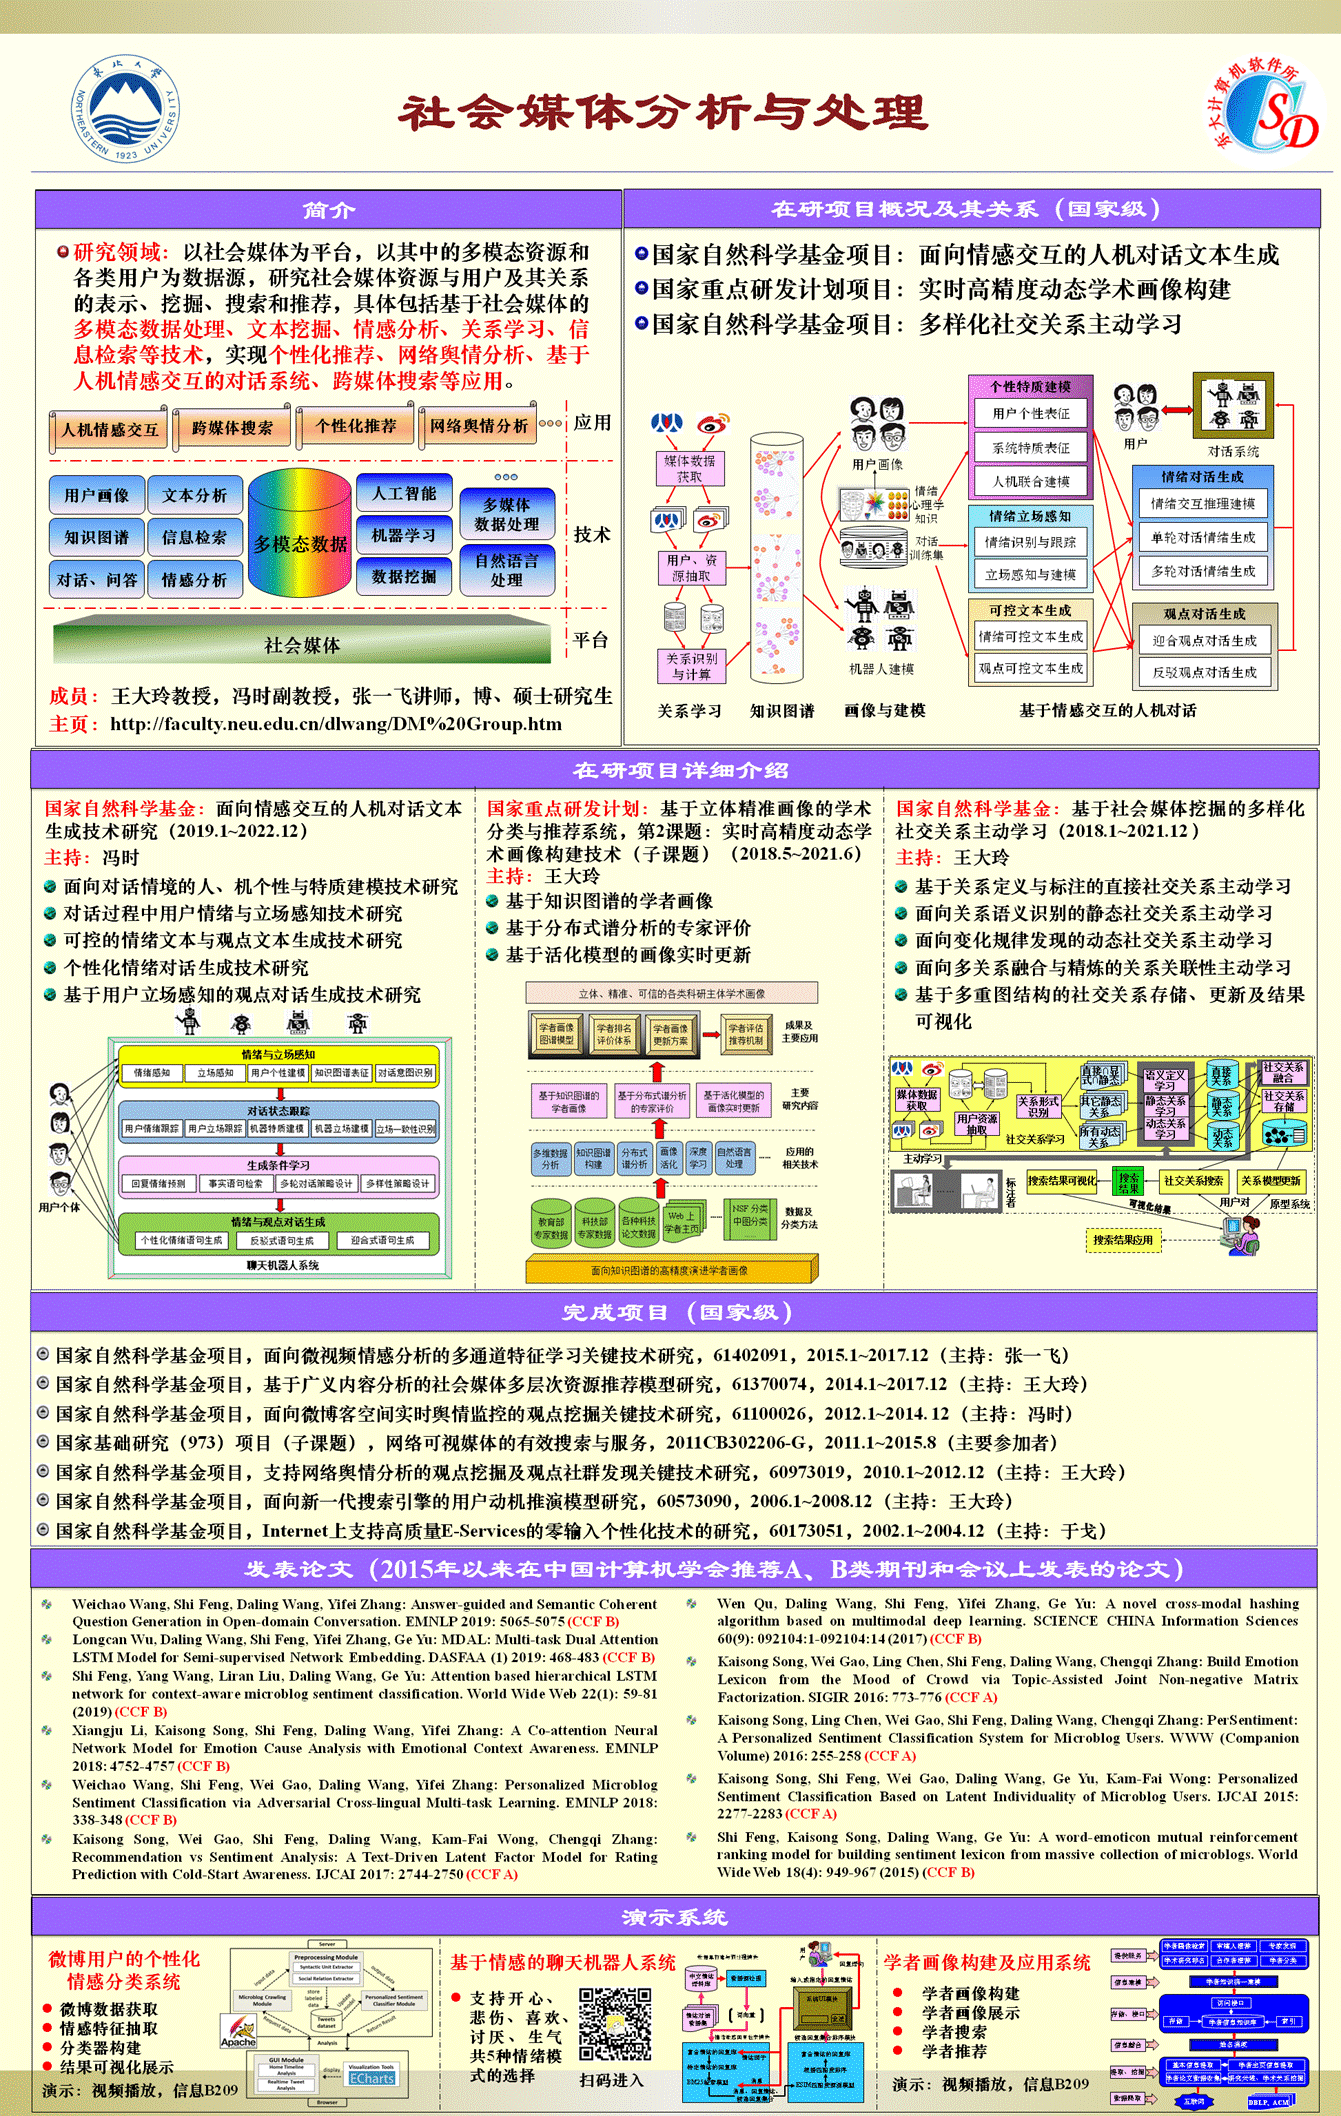 东北大学
NORTHEASTERN UNIVERSITY
1923
社会媒体分析与处理
东大计算机软件所
CSD
简介
研究领域：以社会媒体为平台，以其中的多模态资源和
各类用户为数据源，研究社会媒体资源与用户及其关系
的表示、挖掘、搜索和推荐，具体包括基于社会媒体的
多模态数据处理、文本挖掘、情感分析、关系学习、信
息检索等技术，实现个性化推荐、网络舆情分析、基于
人机情感交互的对话系统、跨媒体搜索等应用。
人机情感交互
跨媒体搜索
个性化推荐
网络舆情分析
应用
用户画像
文本分析
知识图谱
信息检索
对话、问答
情感分析
多模态数据
人工智能
机器学习
数据挖掘
多媒体
数据处理
自然语言
处理
技术
社会媒体
平台
成员：王大玲教授，冯时副教授，张一飞讲师，博、硕士研究生
主页：http://faculty.neu.edu.cn/dlwang/DM%20Group.htm
在研项目概况及其关系（国家级）
国家自然科学基金项目：面向情感交互的人机对话文本生成
国家重点研发计划项目：实时高精度动态学术画像构建
国家自然科学基金项目：多样化社交关系主动学习
媒体数据
获取
用户、资
源抽取
关系识别
与计算
关系学习
知识图谱
用户画像
情绪
心理学
知识
对话
训练集
机器人建模
画像与建模
个性特质建模
用户个性表征
系统特质表征
人机联合建模
情绪立场感知
情绪识别与跟踪
立场感知与建模
可控文本生成
情绪可控文本生成
观点可控文本生成
用户
对话系统
情绪对话生成
情绪交互推理建模
单轮对话情绪生成
多轮对话情绪生成
观点对话生成
迎合观点对话生成
反驳观点对话生成
基于情感交互的人机对话
在研项目详细介绍
国家自然科学基金：面向情感交互的人机对话文本
生成技术研究（2019.1~2022.12）
主持：冯时
面向对话情境的人、机个性与特质建模技术研究
对话过程中用户情绪与立场感知技术研究
可控的情绪文本与观点文本生成技术研究
个性化情绪对话生成技术研究
基于用户立场感知的观点对话生成技术研究
用户个体
情绪与立场感知
情感感知
立场感知
用户个性建模
知识图谱表征
对话意图识别
对话状态跟踪
用户情绪跟踪
用户立场跟踪
机器特质建模
机器立场建模
立场一致性识别
生成条件学习
回复情绪预测
事实语句检索
多轮对话策略设计
多样性策略设计
情绪与观点对话生成
个性化情绪语句生成
反驳式语句生成
迎合式语句生成
聊天机器人系统
国家重点研发计划：基于立体精准画像的学术
分类与推荐系统，第2课题：实时高精度动态学
术画像构建技术（子课题）（2018.5~2021.6）
主持：王大玲
基于知识图谱的学者画像
基于分布式谱分析的专家评价
基于活化模型的画像实时更新
立体、精准、可信的各类科研主体学术画像
学者画像
图谱模型
学者排名
评价体系
学者画像
更新方案
学者评估
推荐机制
成果及
主要应用
基于知识图谱的
学者画像
基于分布式谱分析
的专家评价
基于活化模型的
画像实时更新
主要
研究内容
多维数据
分析
知识图谱
构建
分布式
谱分析
画像
活化
深度
学习
自然语言
处理
......
应用的
相关技术
教育部
专家数据
科技部
专家数据
各种科技
论文数据
Web 上
学者主页
......
NSF 分类
中图分类
......
数据及
分类方法
面向知识图谱的高精度演进学者画像
国家自然科学基金：基于社会媒体挖掘的多样化
社交关系主动学习（2018.1~2021.12 ）
主持：王大玲
基于关系定义与标注的直接社交关系主动学习
面向关系语义识别的静态社交关系主动学习
面向变化规律发现的动态社交关系主动学习
面向多关系融合与精炼的关系关联性主动学习
基于多重图结构的社交关系存储、更新及结果
可视化
媒体数据
获取
用户资源
抽取
关系形式
识别
社交关系学习
直接∩显
式∩静态
其它静态
关系
所有动态
关系
语义定义
学习
静态关系
学习
动态关系
学习
直接
关系
静态
关系
动态
关系
社交关系
融合
社交关系
存储
主动学习
标注者
搜索结果可视化
搜索
结果
社交关系搜索
关系模型更新
可视化结果
用户对
原型系统
搜索结果应用
完成项目（国家级）
国家自然科学基金项目，面向微视频情感分析的多通道特征学习关键技术研究，61402091，2015.1~2017.12（主持：张一飞）
国家自然科学基金项目，基于广义内容分析的社会媒体多层次资源推荐模型研究，61370074，2014.1~2017.12（主持：王大玲）
国家自然科学基金项目，面向微博客空间实时舆情监控的观点挖掘关键技术研究，61100026，2012.1~2014. 12（主持：冯时）
国家基础研究（973）项目（子课题），网络可视媒体的有效搜索与服务，2011CB302206-G，2011.1~2015.8（主要参加者）
国家自然科学基金项目，支持网络舆情分析的观点挖掘及观点社群发现关键技术研究，60973019，2010.1~2012.12（主持：王大玲）
国家自然科学基金项目，面向新一代搜索引擎的用户动机推演模型研究，60573090，2006.1~2008.12（主持：王大玲）
国家自然科学基金项目，Internet上支持高质量E-Services的零输入个性化技术的研究，60173051，2002.1~2004.12（主持：于戈）
发表论文（2015年以来在中国计算机学会推荐A、B类期刊和会议上发表的论文）
Weichao Wang, Shi Feng, Daling Wang, Yifei Zhang: Answer-guided and Semantic Coherent
Question Generation in Open-domain Conversation. EMNLP 2019: 5065-5075 (CCF B)
Longcan Wu, Daling Wang, Shi Feng, Yifei Zhang, Ge Yu: MDAL: Multi-task Dual Attention
LSTM Model for Semi-supervised Network Embedding. DASFAA (1) 2019: 468-483 (CCF B)
Shi Feng, Yang Wang, Liran Liu, Daling Wang, Ge Yu: Attention based hierarchical LSTM
network for context-aware microblog sentiment classification. World Wide Web 22(1): 59-81
(2019) (CCF B)
Xiangju Li, Kaisong Song, Shi Feng, Daling Wang, Yifei Zhang: A Co-attention Neural
Network Model for Emotion Cause Analysis with Emotional Context Awareness. EMNLP
2018: 4752-4757 (CCF B)
Weichao Wang, Shi Feng, Wei Gao, Daling Wang, Yifei Zhang: Personalized Microblog
Sentiment Classification via Adversarial Cross-lingual Multi-task Learning. EMNLP 2018:
338-348 (CCF B)
Kaisong Song, Wei Gao, Shi Feng, Daling Wang, Kam-Fai Wong, Chengqi Zhang:
Recommendation vs Sentiment Analysis: A Text-Driven Latent Factor Model for Rating
Prediction with Cold-Start Awareness. IJCAI 2017: 2744-2750 (CCF A)
Wen Qu, Daling Wang, Shi Feng, Yifei Zhang, Ge Yu: A novel cross-modal hashing
algorithm based on multimodal deep learning. SCIENCE CHINA Information Sciences
60(9): 092104:1-092104:14 (2017) (CCF B)
Kaisong Song, Wei Gao, Ling Chen, Shi Feng, Daling Wang, Chengqi Zhang: Build Emotion
Lexicon from the Mood of Crowd via Topic-Assisted Joint Non-negative Matrix
Factorization. SIGIR 2016: 773-776 (CCF A)
Kaisong Song, Ling Chen, Wei Gao, Shi Feng, Daling Wang, Chengqi Zhang: PerSentiment:
A Personalized Sentiment Classification System for Microblog Users. WWW (Companion
Volume) 2016: 255-258 (CCF A)
Kaisong Song, Shi Feng, Wei Gao, Daling Wang, Ge Yu, Kam-Fai Wong: Personalized
Sentiment Classification Based on Latent Individuality of Microblog Users. IJCAI 2015:
2277-2283 (CCF A)
Shi Feng, Kaisong Song, Daling Wang, Ge Yu: A word-emoticon mutual reinforcement
ranking model for building sentiment lexicon from massive collection of microblogs. World
Wide Web 18(4): 949-967 (2015) (CCF B)
演示系统
微博用户的个性化
情感分类系统
微博数据获取
情感特征抽取
分类器构建
结果可视化展示
演示：视频播放，信息B209
Server
Preprocessing Module
Syntactic Unit Extractor
Social Relation Extractor
input data
output data
Microblog Crawling
Module
store
labeled
data
Update
model
Personalized Sentiment
Classifier Module
Tweets
dataset
Request data
Return Result
Apache
Analysis
GUI Module
Home Timeline
Analysis
Realtime Tweet
Analysis
display
Visualization Tools
ECharts
Browser
基于情感的聊天机器人系统
支持开心、
悲伤、喜欢、
讨厌、生气
共5种情绪模
式的选择
扫码进入
系统UI模块
学者画像构建及应用系统
学者画像构建
学者画像展示
学者搜索
学者推荐
演示：视频播放，信息B209
访问接口
存储
学者信息知识库
索引
互联网
DBLP, ACM